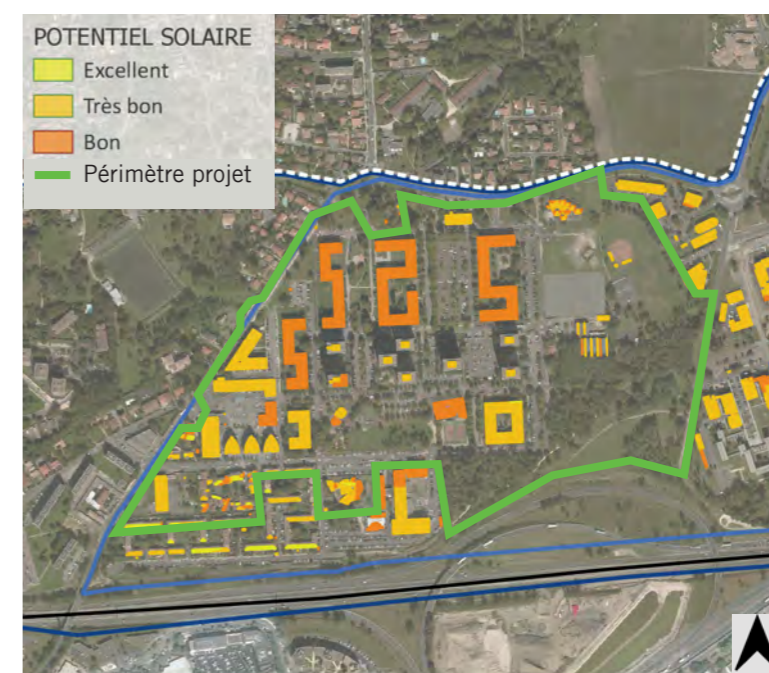 POTENTIEL SOLAIRE
Excellent
Très bon
Bon
Périmètre projet